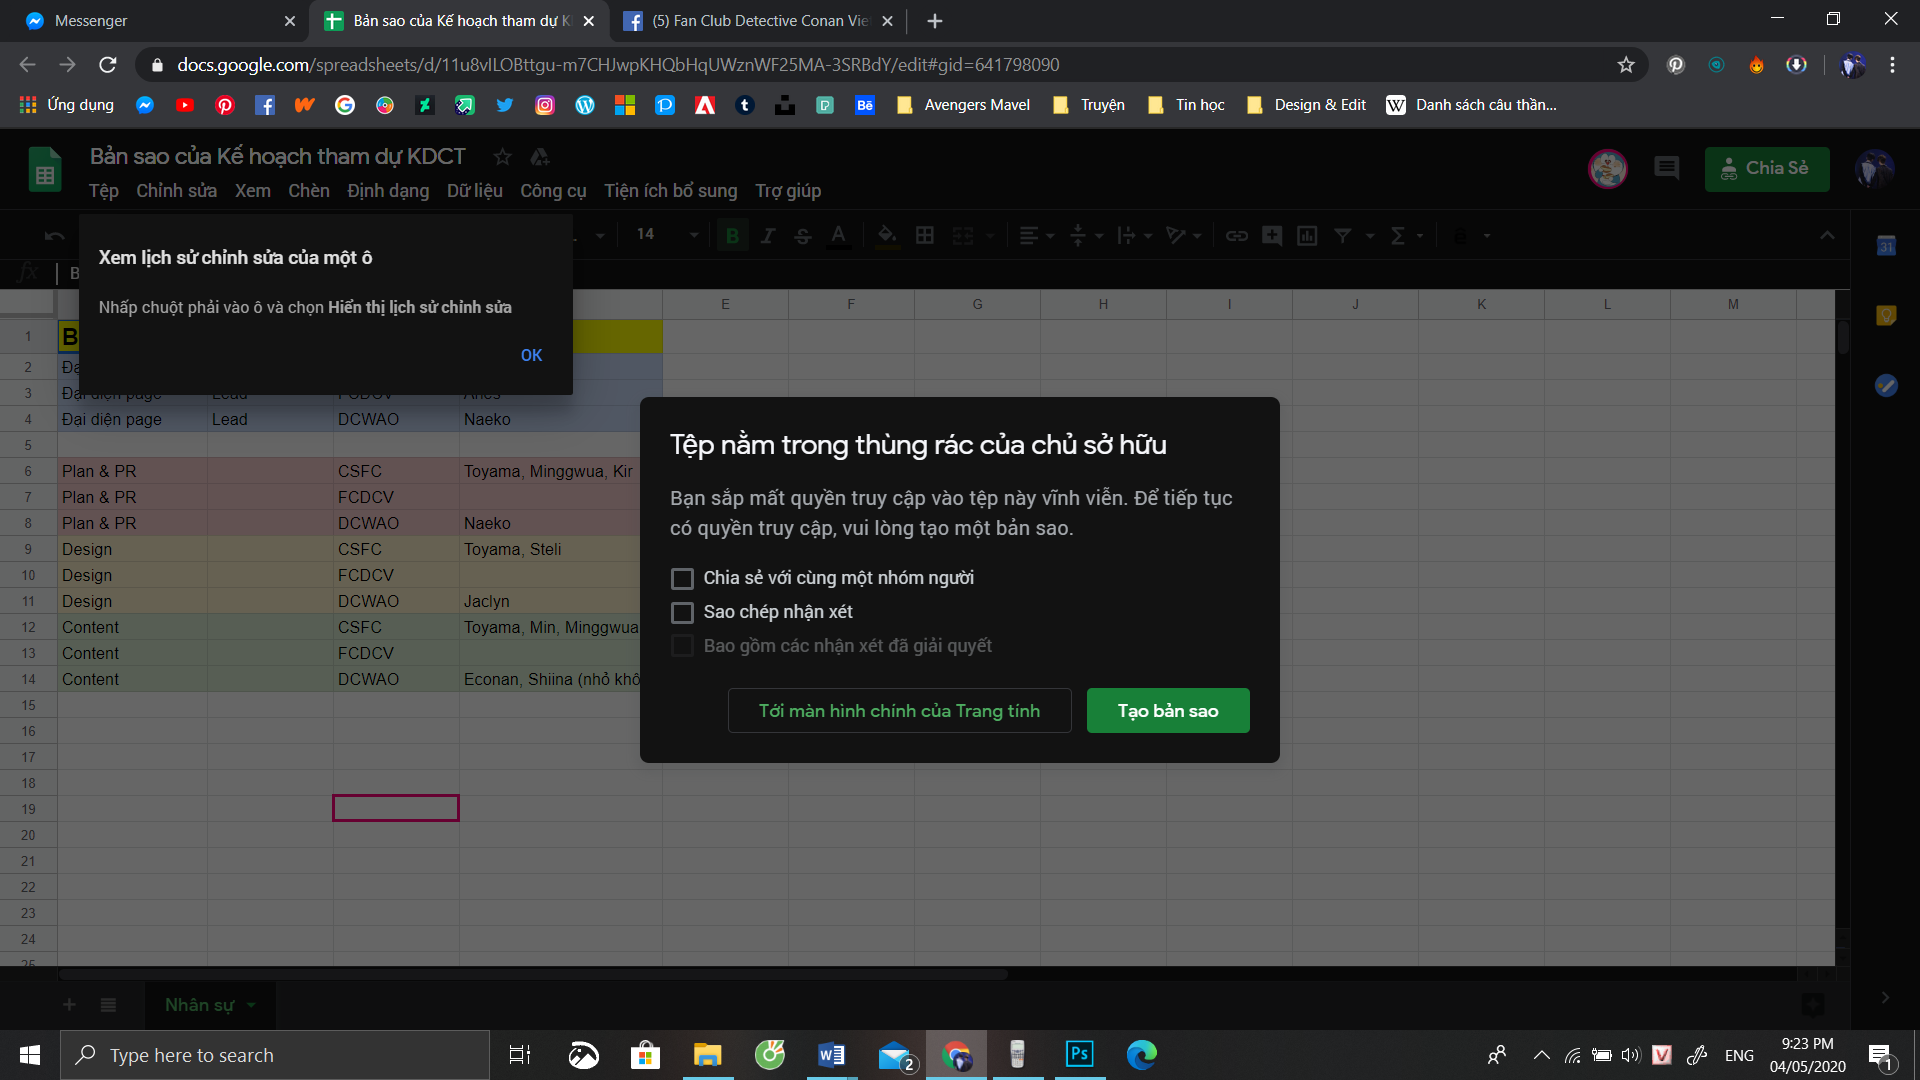 Messenger
Bản sao của Kế hoạch tham dự K
(5) Fan Club Detective Conan Vie
docs.google.com/spreadsheets/d/11u8vILOBttgu-m7CHJwpKHQbHqUWznWF25MA-3SRBdY/edit#gid=641798090
Ứng dụng
Avengers Mavel
Truyện
Tin học
Design & Edit
Danh sách câu thần...
Bản sao của Kế hoạch tham dự KDCT
Tệp Chỉnh sửa Xem Chèn Định dạng Dữ liệu Công cụ Tiện ích bổ sung Trợ giúp
Chia Sẻ
14
Xem lịch sử chỉnh sửa của một ô
Nhấp chuột phải vào ô và chọn Hiển thị lịch sử chỉnh sửa
OK
fx B
E F G H I J K L M
1 B
2 Đạ
3 Đại diện page Lead FCDCV Aries
4 Đại diện page Lead DCWAO Naeko
5
6 Plan & PR CSFC Toyama, Minggwua, Kir
7 Plan & PR FCDCV
8 Plan & PR DCWAO Naeko
9 Design CSFC Toyama, Steli
10 Design FCDCV
11 Design DCWAO Jaclyn
12 Content CSFC Toyama, Min, Minggwua
13 Content FCDCV
14 Content DCWAO Econan, Shiina (nhỏ khô
15
16
17
18
19
20
21
22
23
24
25
Tệp nằm trong thùng rác của chủ sở hữu
Bạn sắp mất quyền truy cập vào tệp này vĩnh viễn. Để tiếp tục
có quyền truy cập, vui lòng tạo một bản sao.
Chia sẻ với cùng một nhóm người
Sao chép nhận xét
Bao gồm các nhận xét đã giải quyết
Tới màn hình chính của Trang tính
Tạo bản sao
Nhân sự
Type here to search
2
ENG
9:23 PM
04/05/2020
1